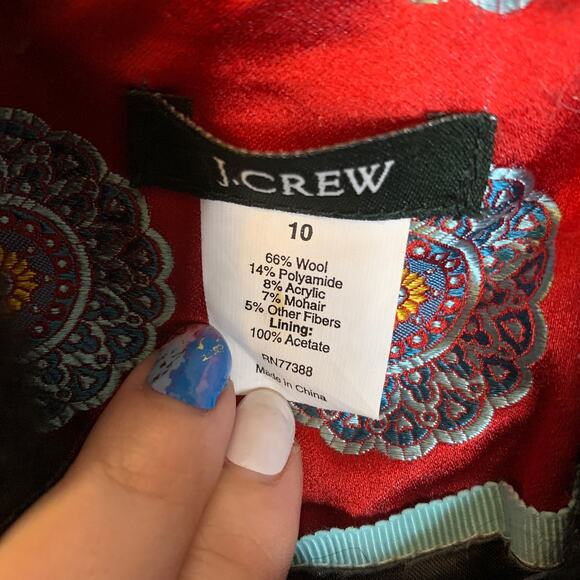 J.CREW
10
66% Wool
14% Polyamide
8% Acrylic
7% Mohair
5% Other Fibers
Lining:
100% Acetate
RN77388
Made in China